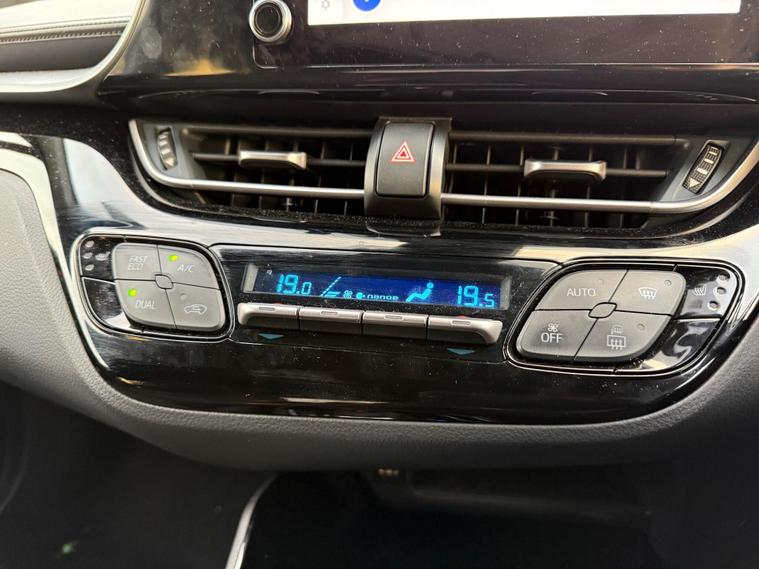 FAST
ECO
A/C
DUAL
19.0
nanoe
19.5
AUTO
OFF